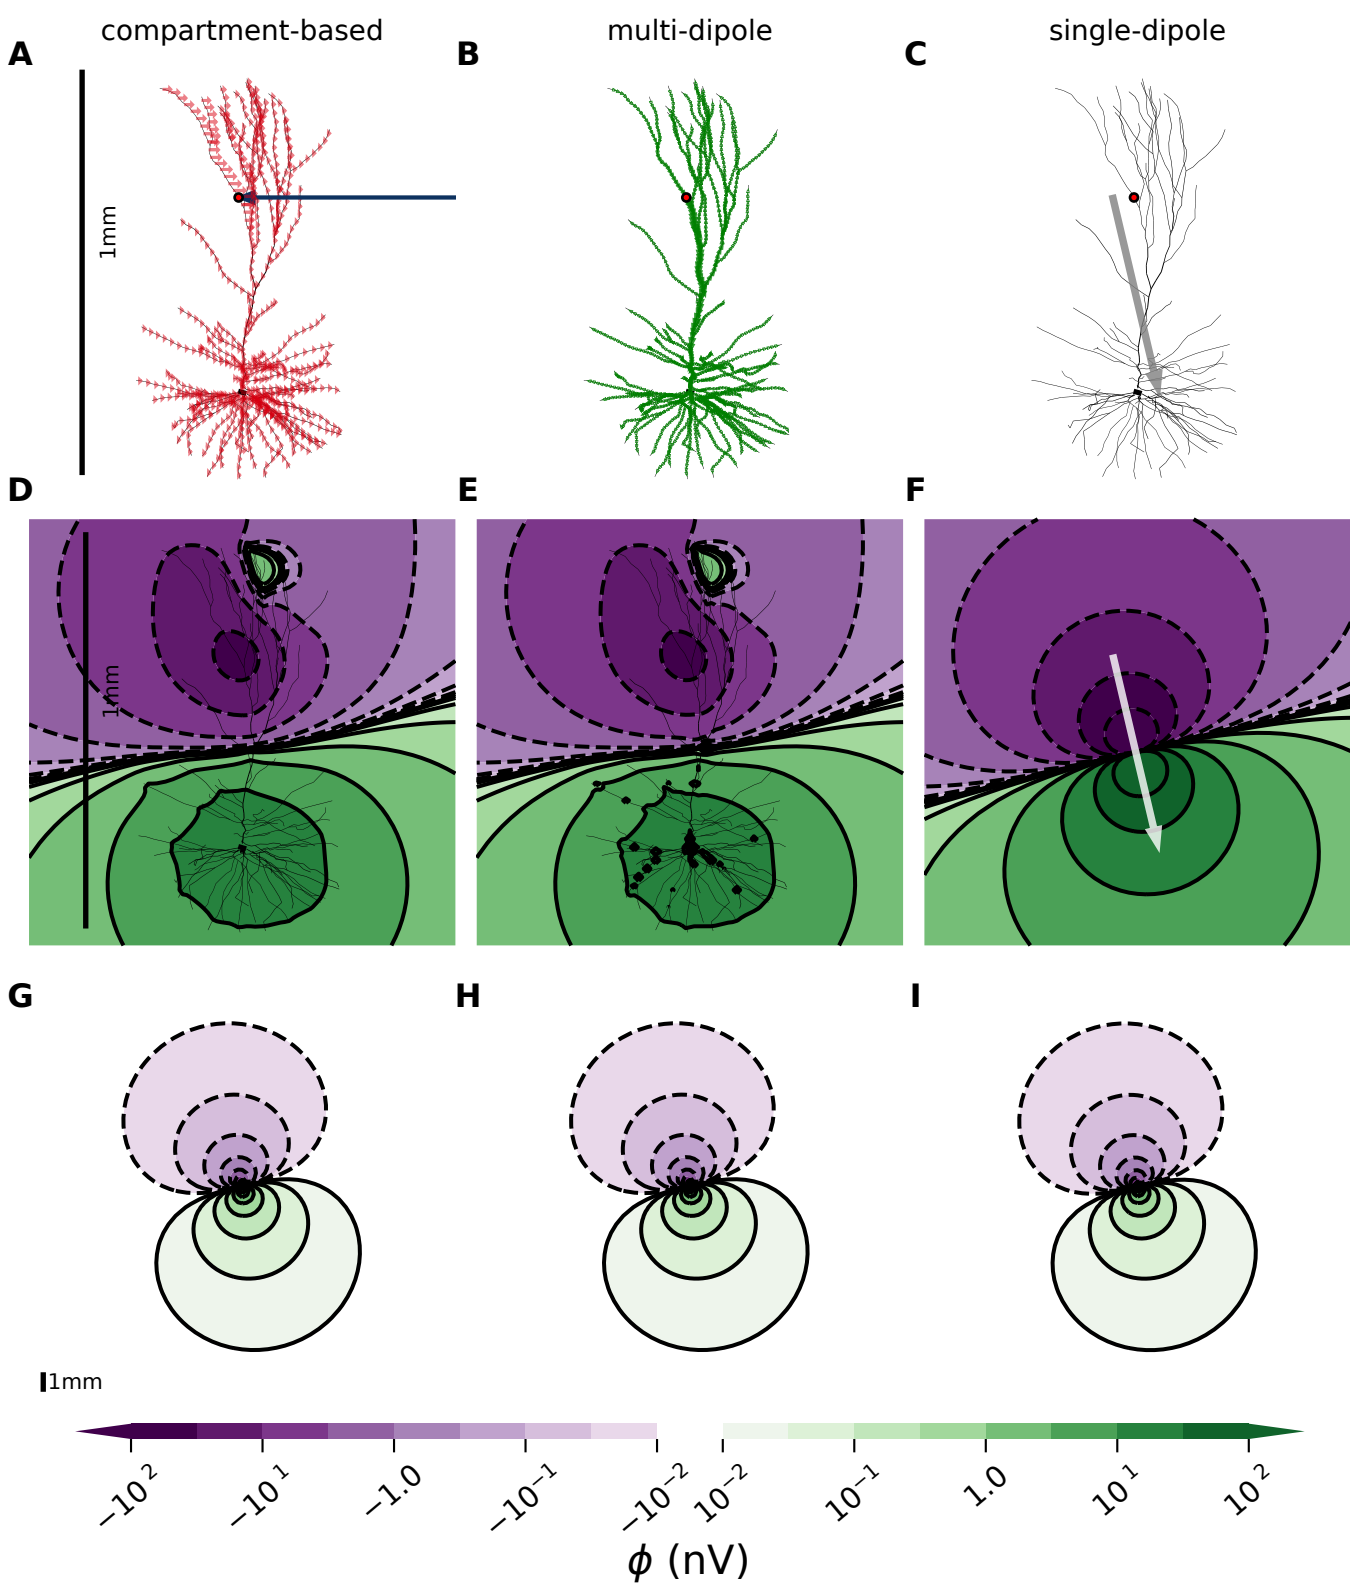 compartment-based
multi-dipole
single-dipole
A
B
C
1mm
D
E
F
1mm
G
H
I
1mm
−10²
−10¹
−1.0
−10⁻¹
−10⁻²
10⁻²
10⁻¹
1.0
10¹
10²
ϕ (nV)